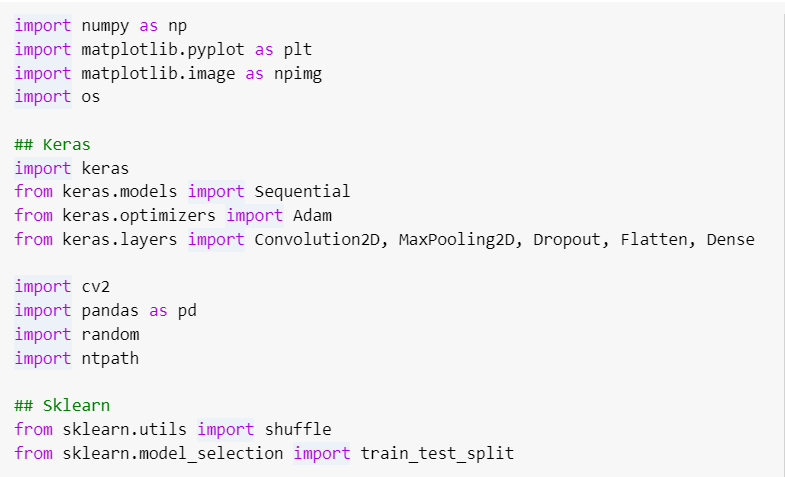 import numpy as np
import matplotlib.pyplot as plt
import matplotlib.image as npimg
import os
## Keras
import keras
from keras.models import Sequential
from keras.optimizers import Adam
from keras.layers import Convolution2D, MaxPooling2D, Dropout, Flatten, Dense
import cv2
import pandas as pd
import random
import ntpath
## Sklearn
from sklearn.utils import shuffle
from sklearn.model_selection import train_test_split